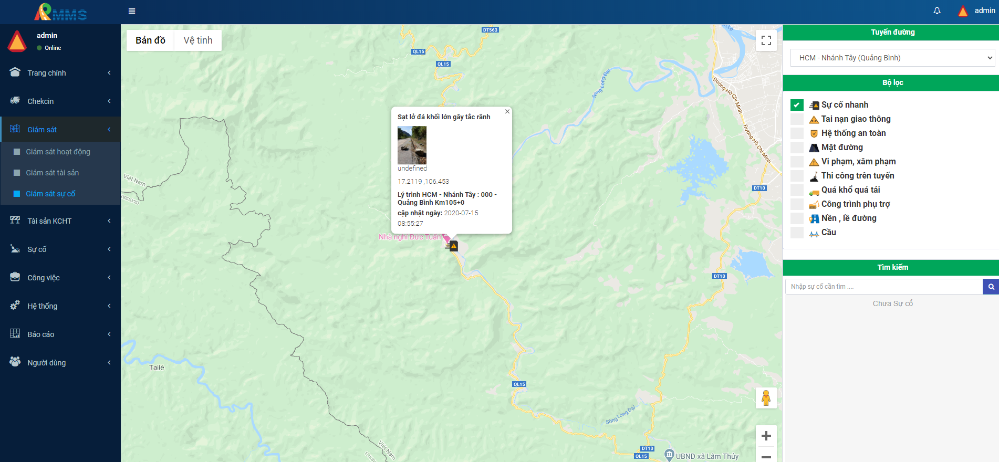 RMMS
admin
admin
Online
Trang chính
Chekcin
Giám sát
Giám sát hoạt động
Giám sát tài sản
Giám sát sự cố
Tài sản KCHT
Sự cố
Công việc
Hệ thống
Báo cáo
Người dùng
Bản đồ
Vệ tinh
DT563
QL15
QL15
Sông Long Đại
Đường Hồ Chí Minh
Đường Hồ Chí Minh
Việt Nam
DT10
Sạt lở đá khối lớn gây tắc rãnh
undefined
17.2119 ,106.453
Lý trình HCM - Nhánh Tây : 000 -
Quảng Bình Km105+0
cập nhật ngày: 2020-07-15
08:55:27
Nhà nghỉ Đức Tuấn
DT10
Tailé
QL15
Sông Long Đại
Việt Nam
DT10
QL15
UBND xã Lâm Thủy
Tuyến đường
HCM - Nhánh Tây (Quảng Bình)
Bộ lọc
Sự cố nhanh
Tai nạn giao thông
Hệ thống an toàn
Mặt đường
Vi phạm, xâm phạm
Thi công trên tuyến
Quá khổ quá tải
Công trình phụ trợ
Nền , lề đường
Cầu
Tìm kiếm
Nhập sự cố cần tìm ....
Chưa Sự cố